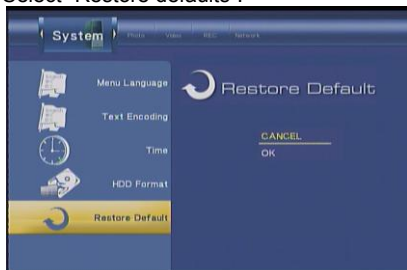 Select "Restore defaults".
System Photo Video REC Network
Menu Language
Text Encoding
Time
HDD Format
Restore Default
Restore Default
CANCEL
OK